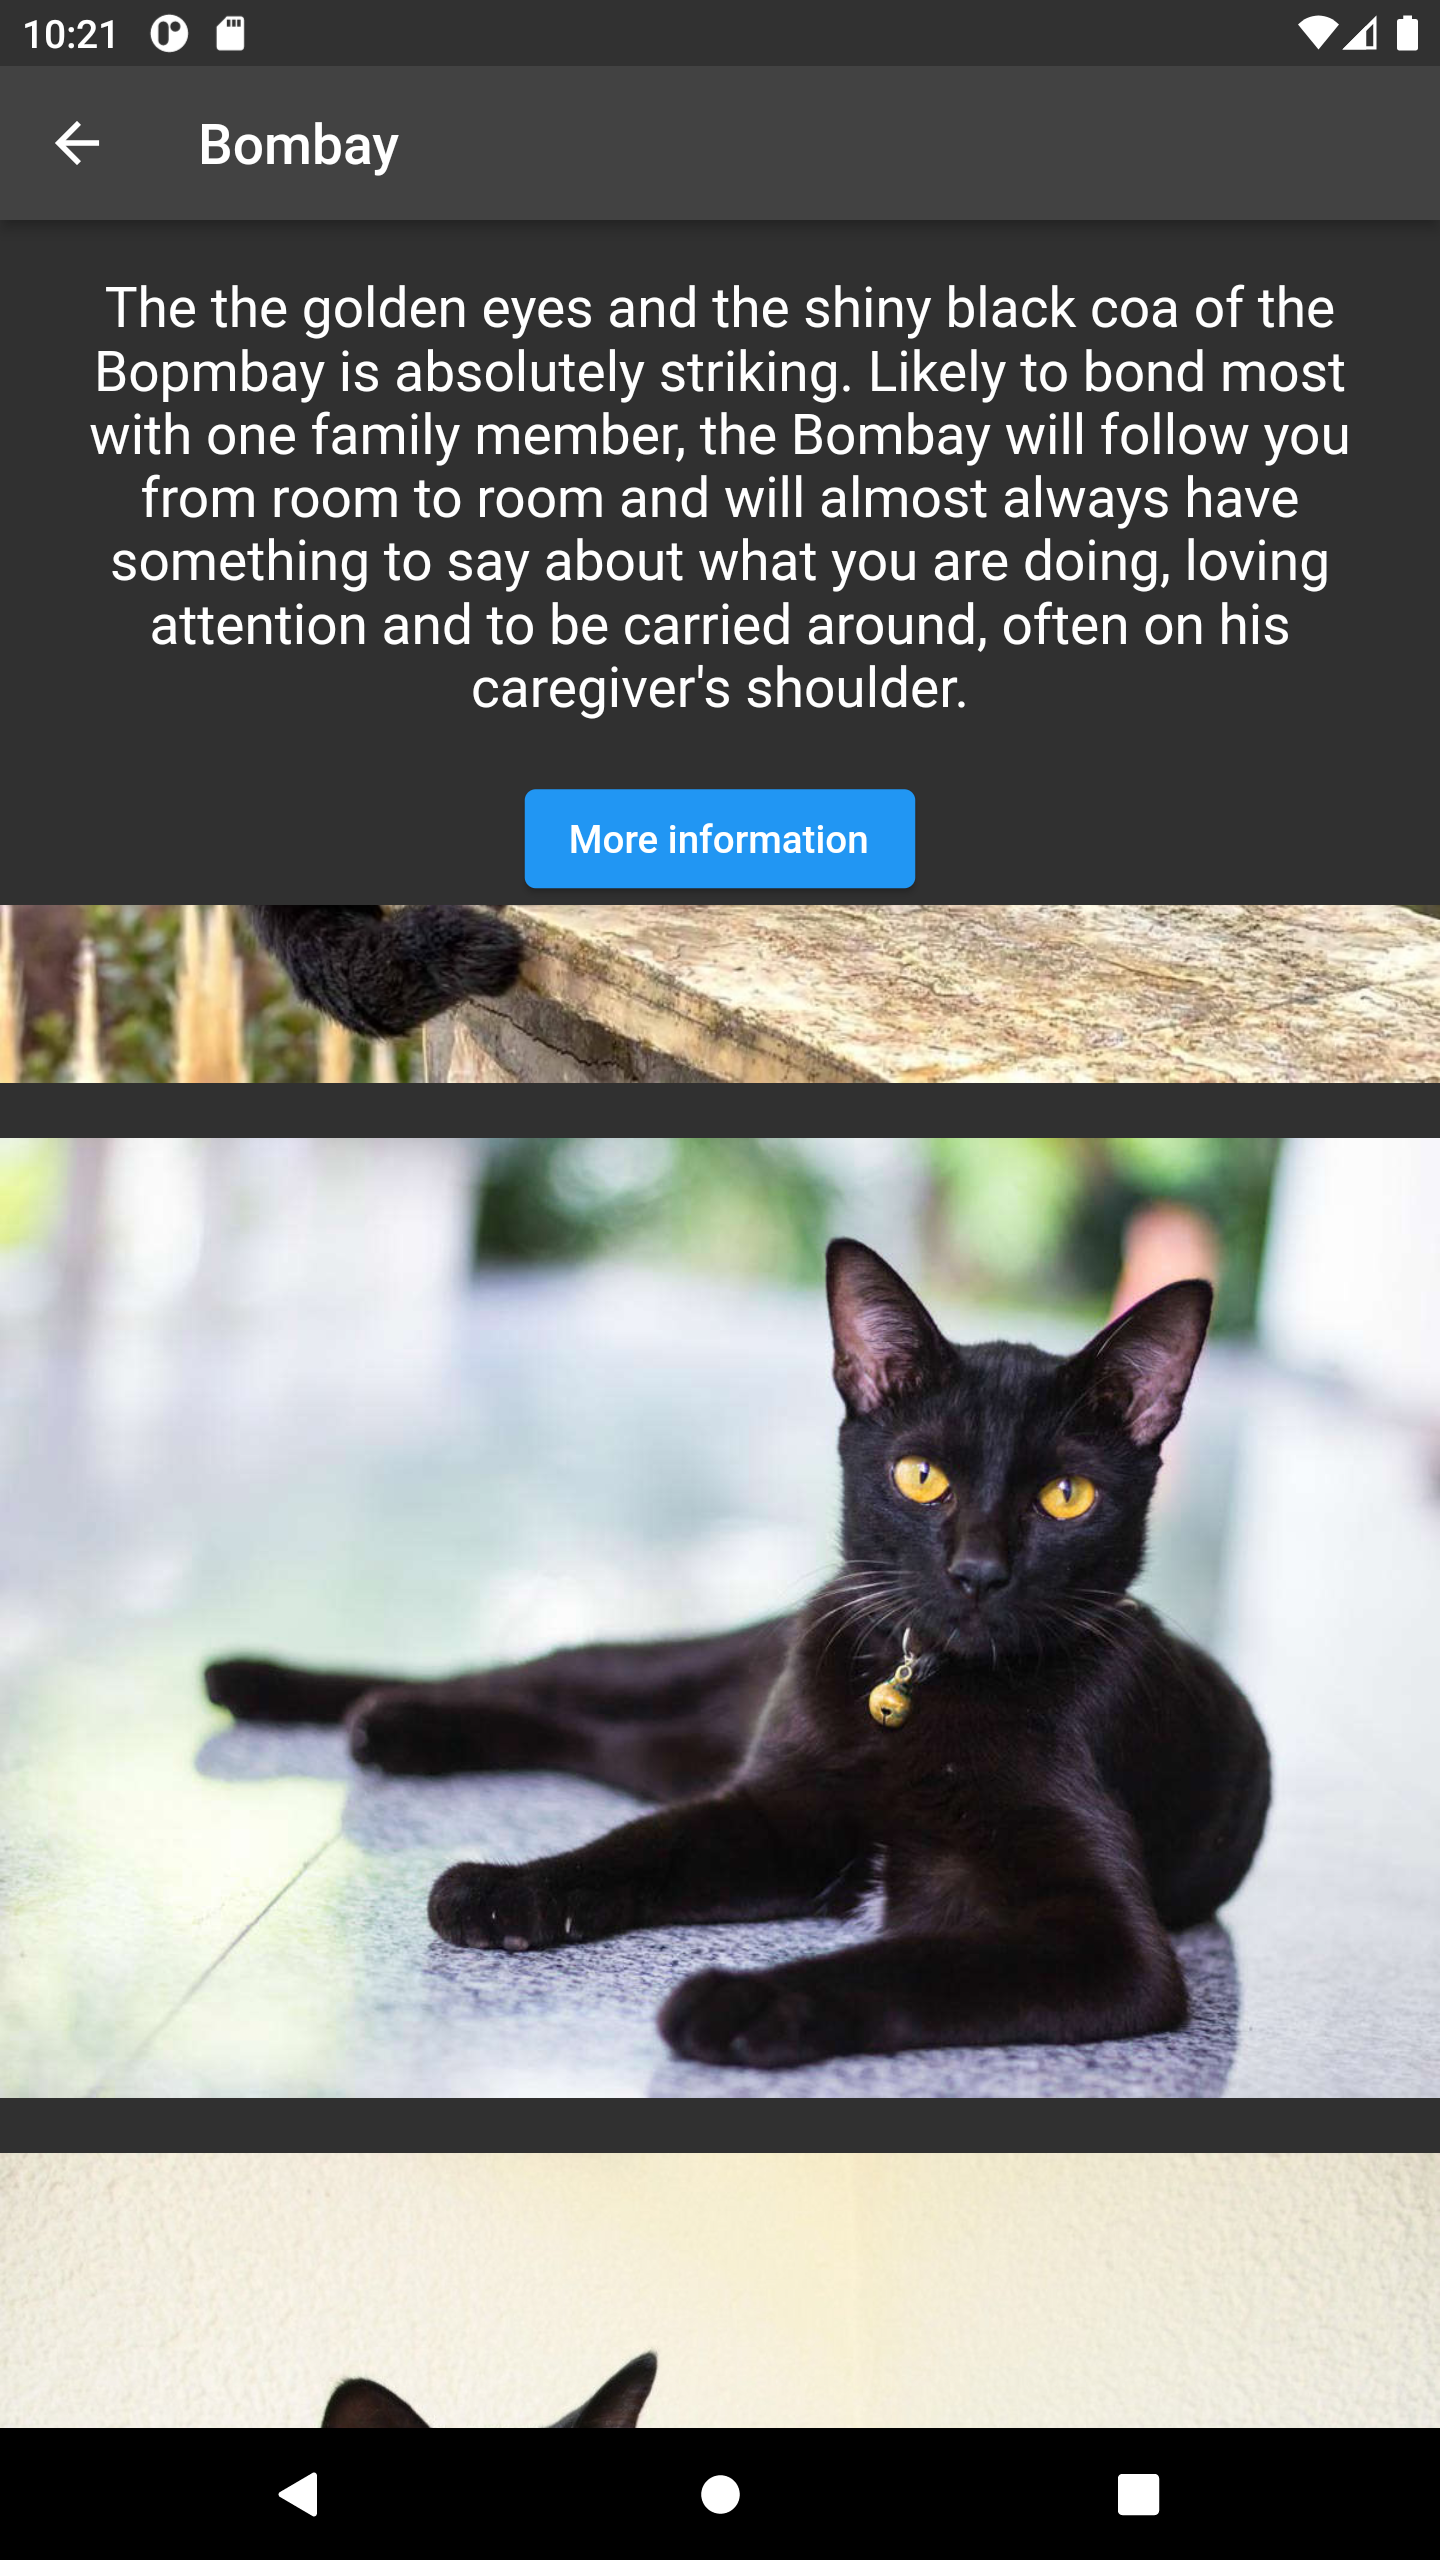 10:21
Bombay
The the golden eyes and the shiny black coa of the
Bopmbay is absolutely striking. Likely to bond most
with one family member, the Bombay will follow you
from room to room and will almost always have
something to say about what you are doing, loving
attention and to be carried around, often on his
caregiver's shoulder.
More information